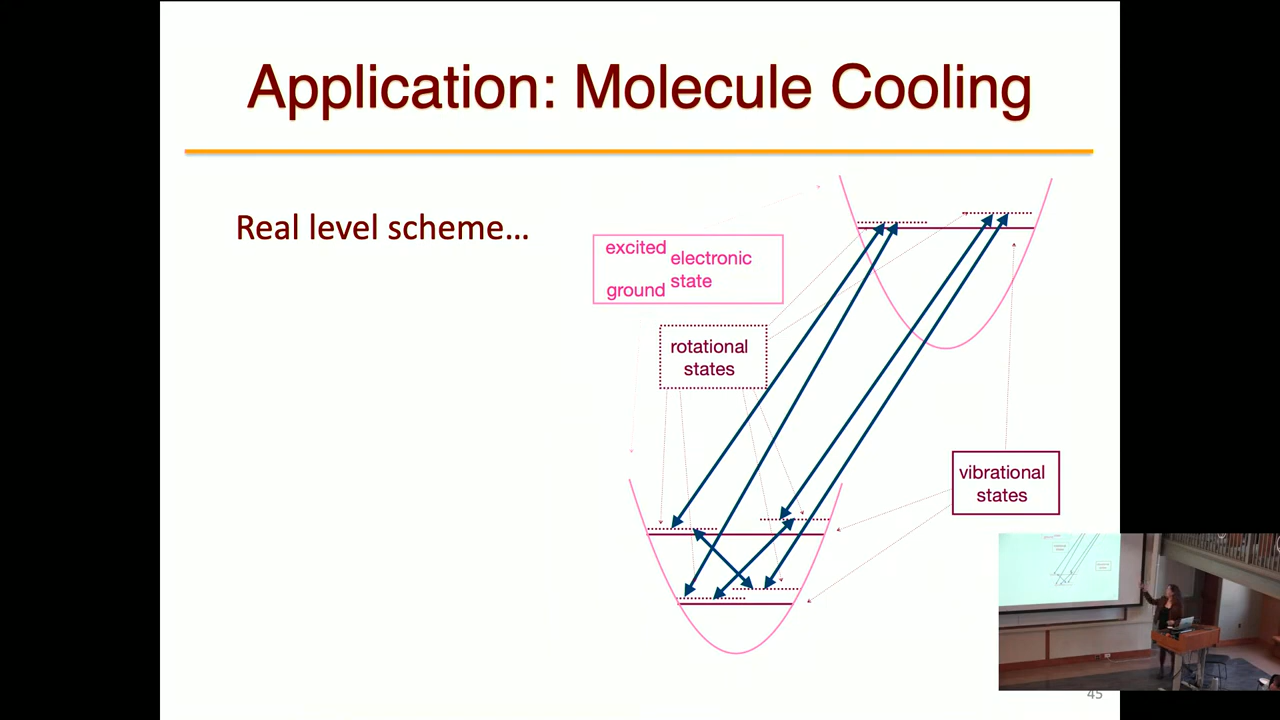 Application: Molecule Cooling
Real level scheme...
excited
electronic
state
ground
rotational
states
vibrational
states
45